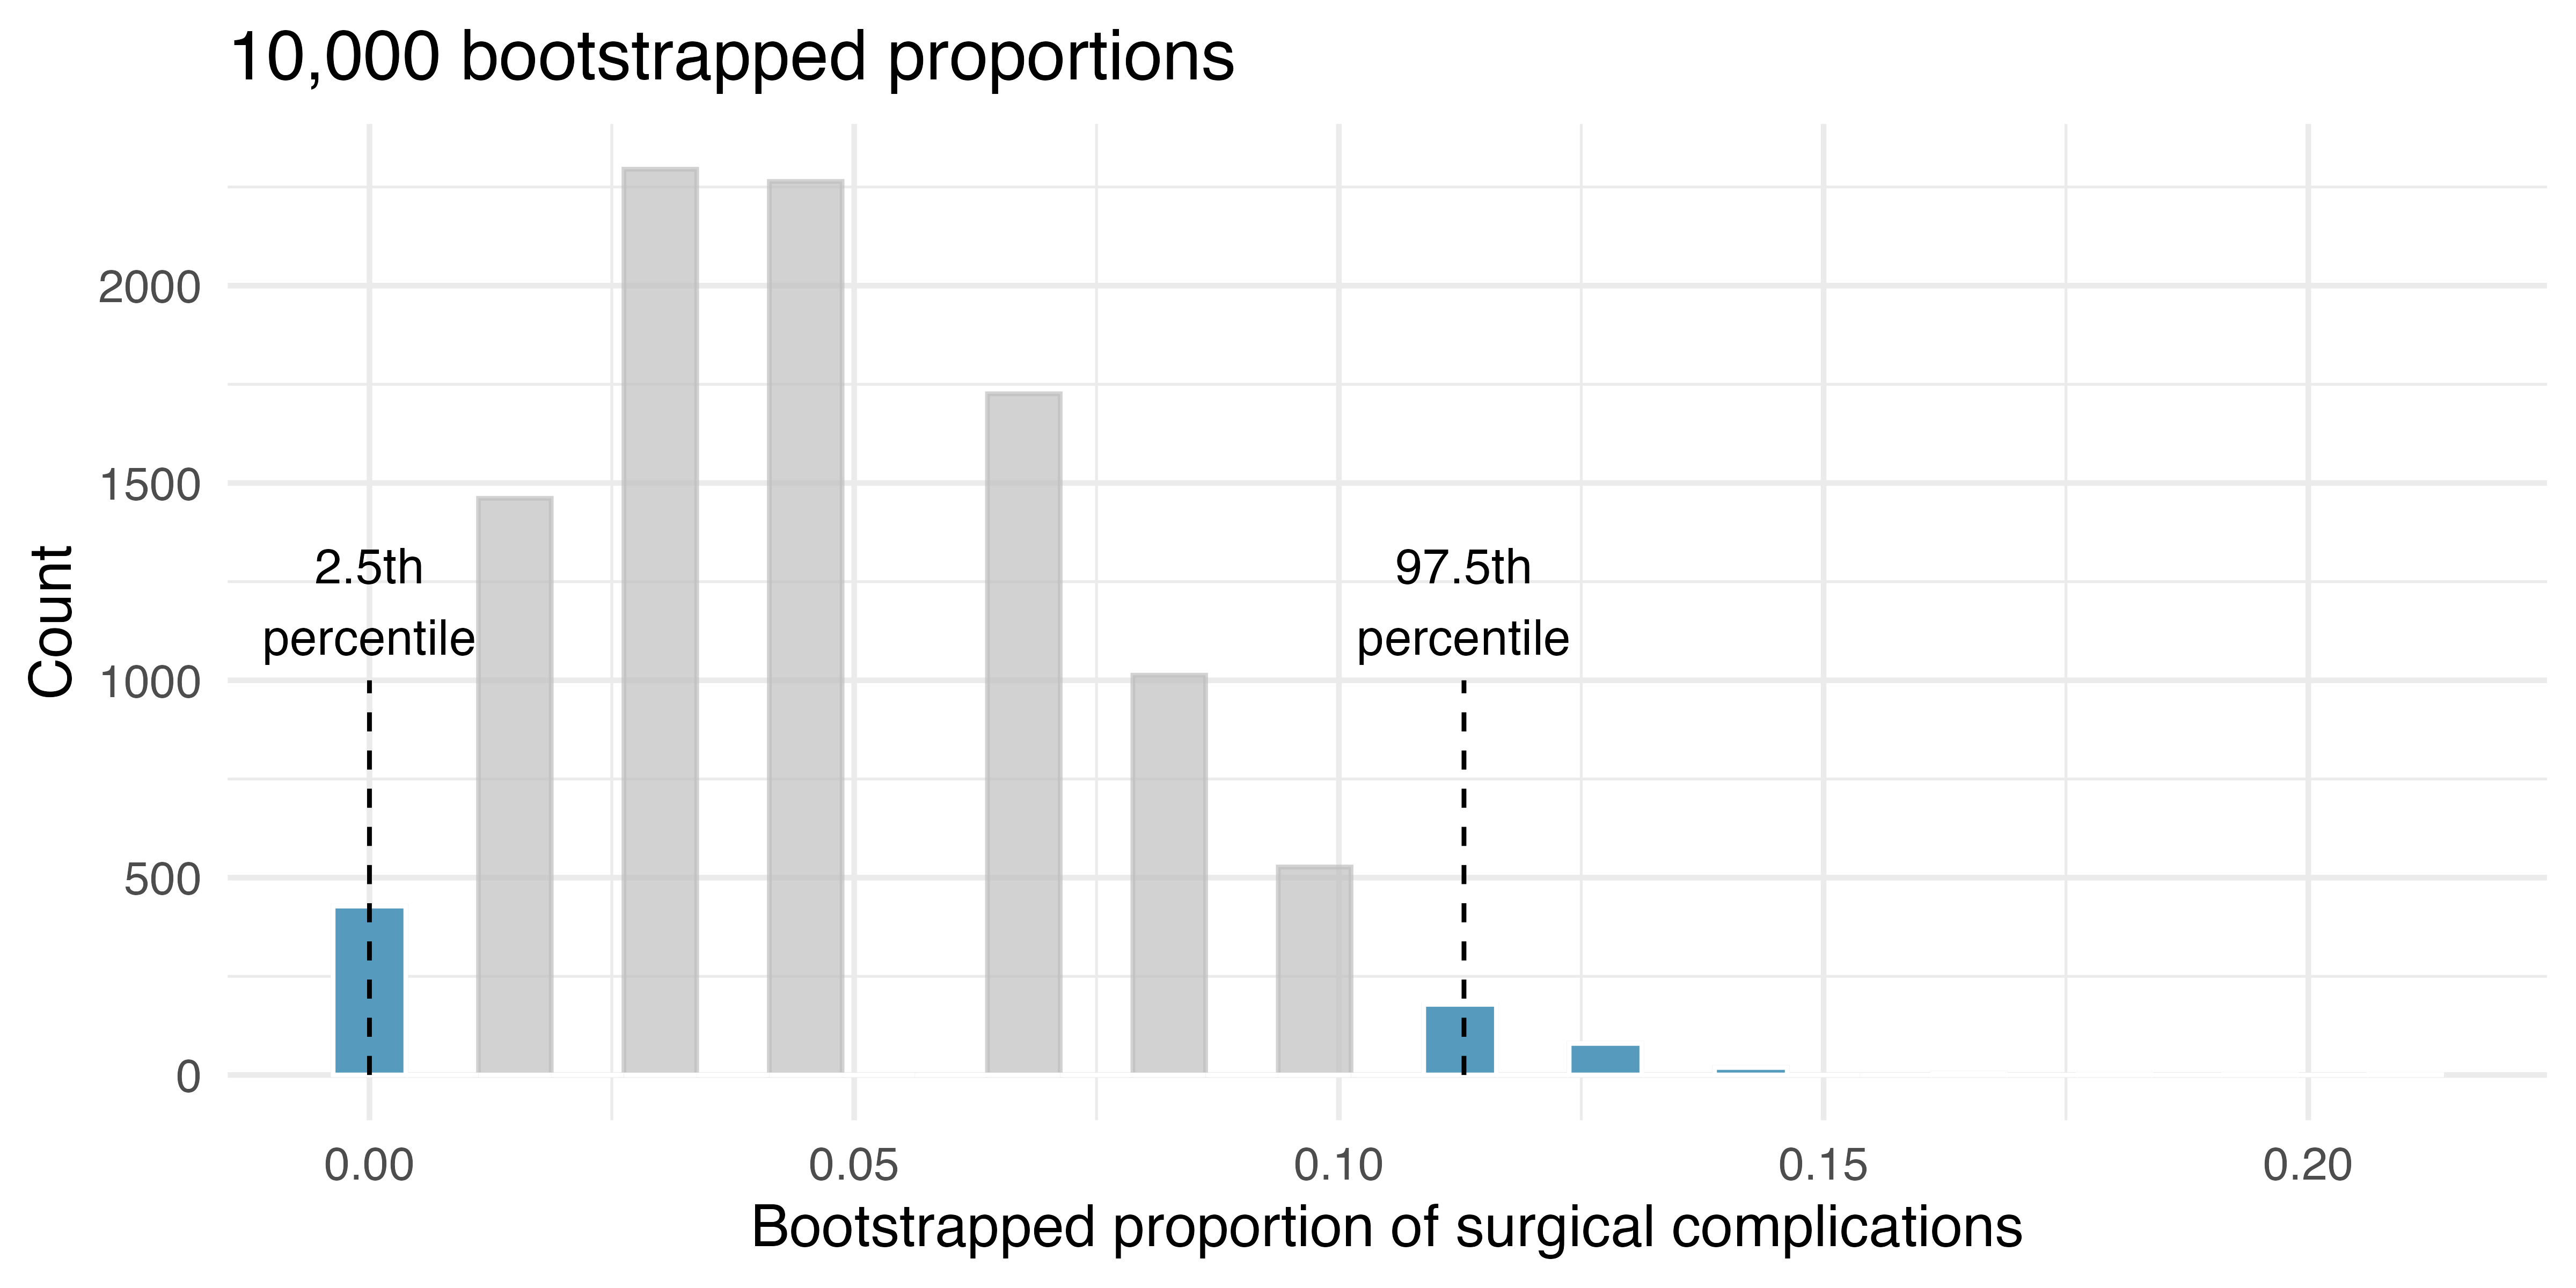 10,000 bootstrapped proportions
Count
2000
1500
1000
500
0
2.5th
percentile
97.5th
percentile
0.00 0.05 0.10 0.15 0.20
Bootstrapped proportion of surgical complications